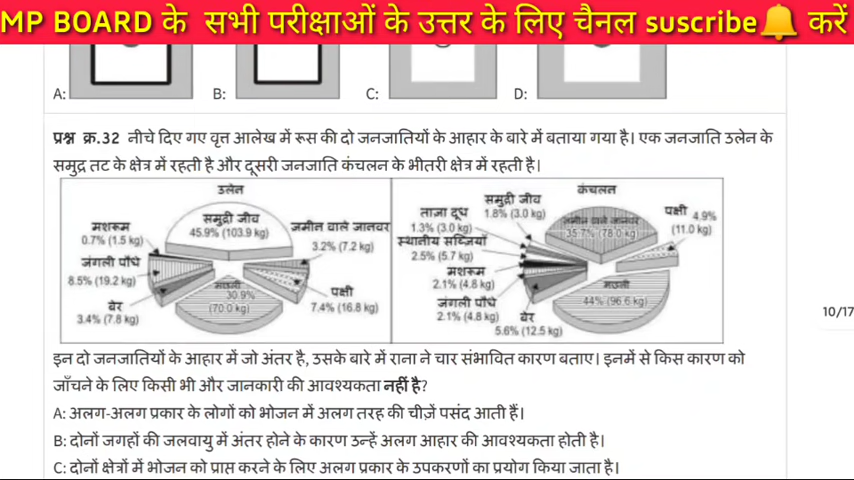 MP BOARD के सभी परीक्षाओं के उत्तर के लिए चैनल suscribe🔔 करें
A: B: C: D:
प्रश्न क्र.32 नीचे दिए गए वृत्त आलेख में रूस की दो जनजातियों के आहार के बारे में बताया गया है। एक जनजाति उलेन के
समुद्र तट के क्षेत्र में रहती है और दूसरी जनजाति कंचलन के भीतरी क्षेत्र में रहती है।
उलेन
समुद्री जीव
45.9% (103.9 kg)
जमीन वाले जानवर
3.2% (7.2 kg)
पक्षी
7.4% (16.8 kg)
मछली
30.9%
(70.0 kg)
बेर
3.4% (7.8 kg)
जंगली पौधे
8.5% (19.2 kg)
मशरूम
0.7% (1.5 kg)
कंचलन
समुद्री जीव
1.8% (3.0 kg)
ताज़ा दूध
1.3% (3.0 kg)
स्थानीय सब्जियों
2.5% (5.7 kg)
मशरूम
2.1% (4.8 kg)
जंगली पौधे
2.1% (4.8 kg)
बेर
5.6% (12.5 kg)
जमीन वाले जानवर
35.7% (78.0 kg)
पक्षी 4.9%
(11.0 kg)
मछली
44% (96.6 kg)
10/17
इन दो जनजातियों के आहार में जो अंतर है, उसके बारे में राना ने चार संभावित कारण बताए। इनमें से किस कारण को
जाँचने के लिए किसी भी और जानकारी की आवश्यकता नहीं है?
A: अलग-अलग प्रकार के लोगों को भोजन में अलग तरह की चीज़ें पसंद आती हैं।
B: दोनों जगहों की जलवायु में अंतर होने के कारण उन्हें अलग आहार की आवश्यकता होती है।
C: दोनों क्षेत्रों में भोजन को प्राप्त करने के लिए अलग प्रकार के उपकरणों का प्रयोग किया जाता है।